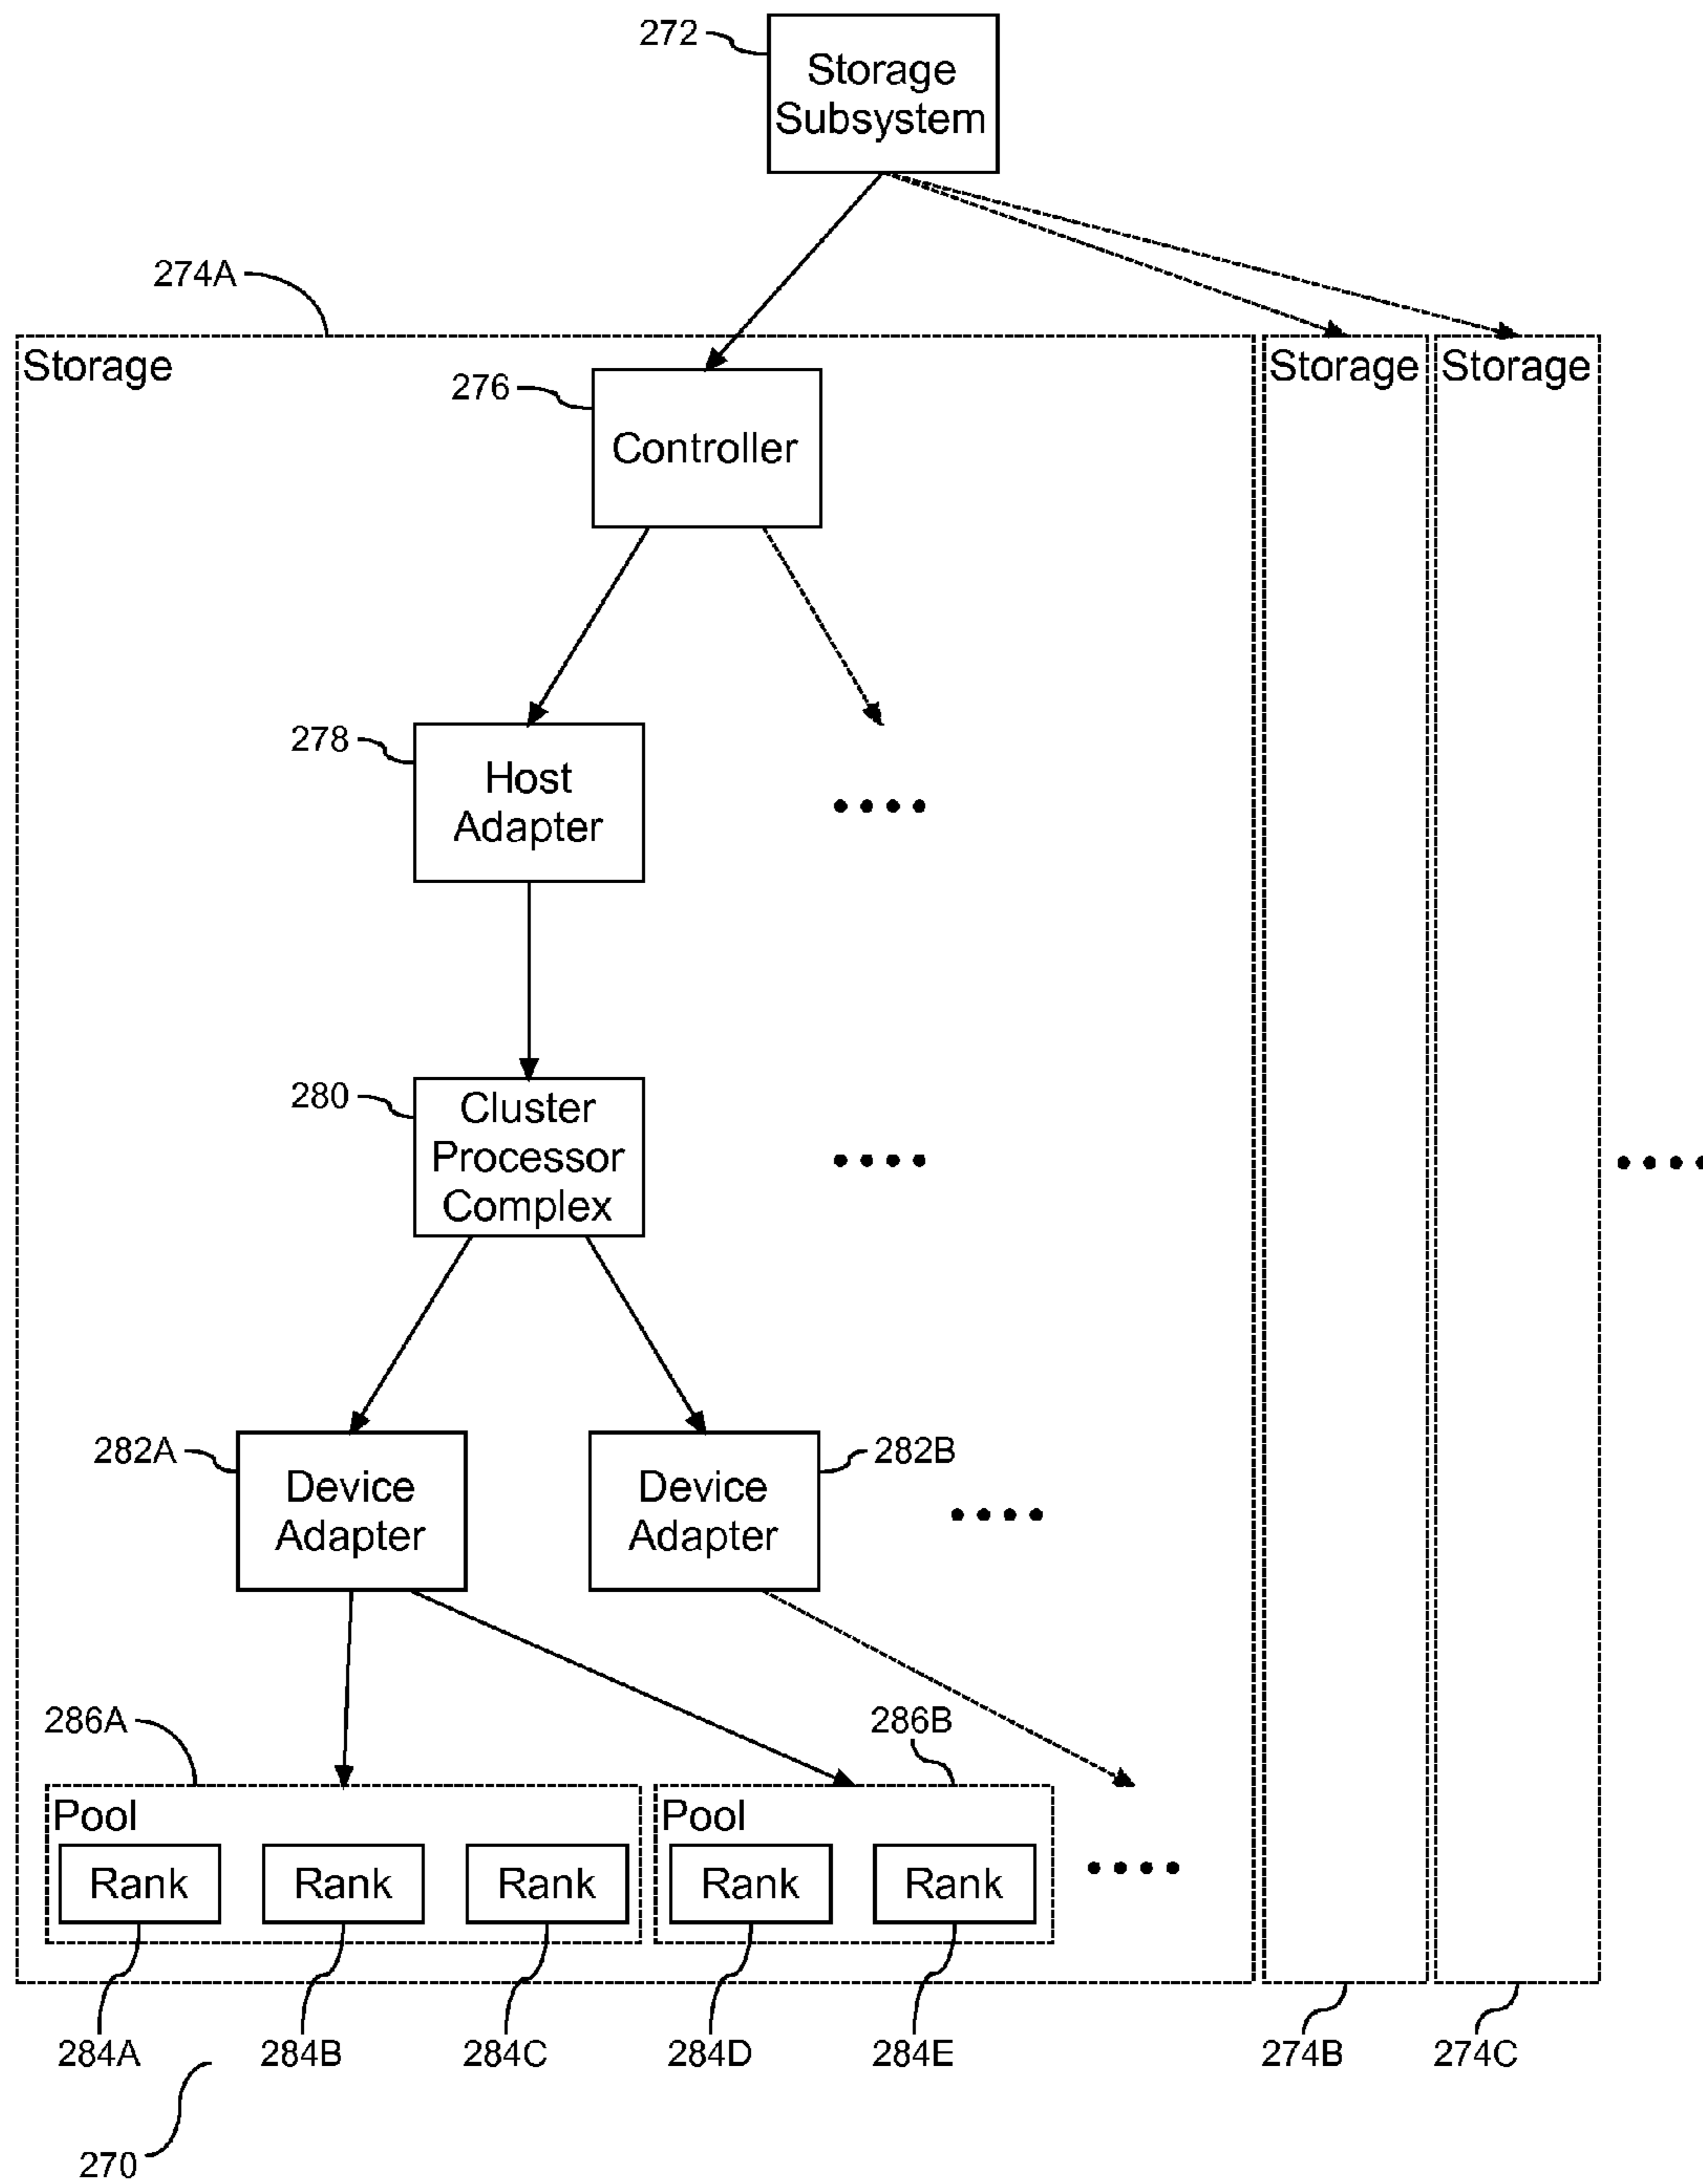 272
Storage
Subsystem
274A
Storage
Storage
Storage
276
Controller
278
Host
Adapter
280
Cluster
Processor
Complex
282A
Device
Adapter
Device
Adapter
282B
286A
286B
Pool
Pool
Rank
Rank
Rank
Rank
Rank
284A
284B
284C
284D
284E
274B
274C
270